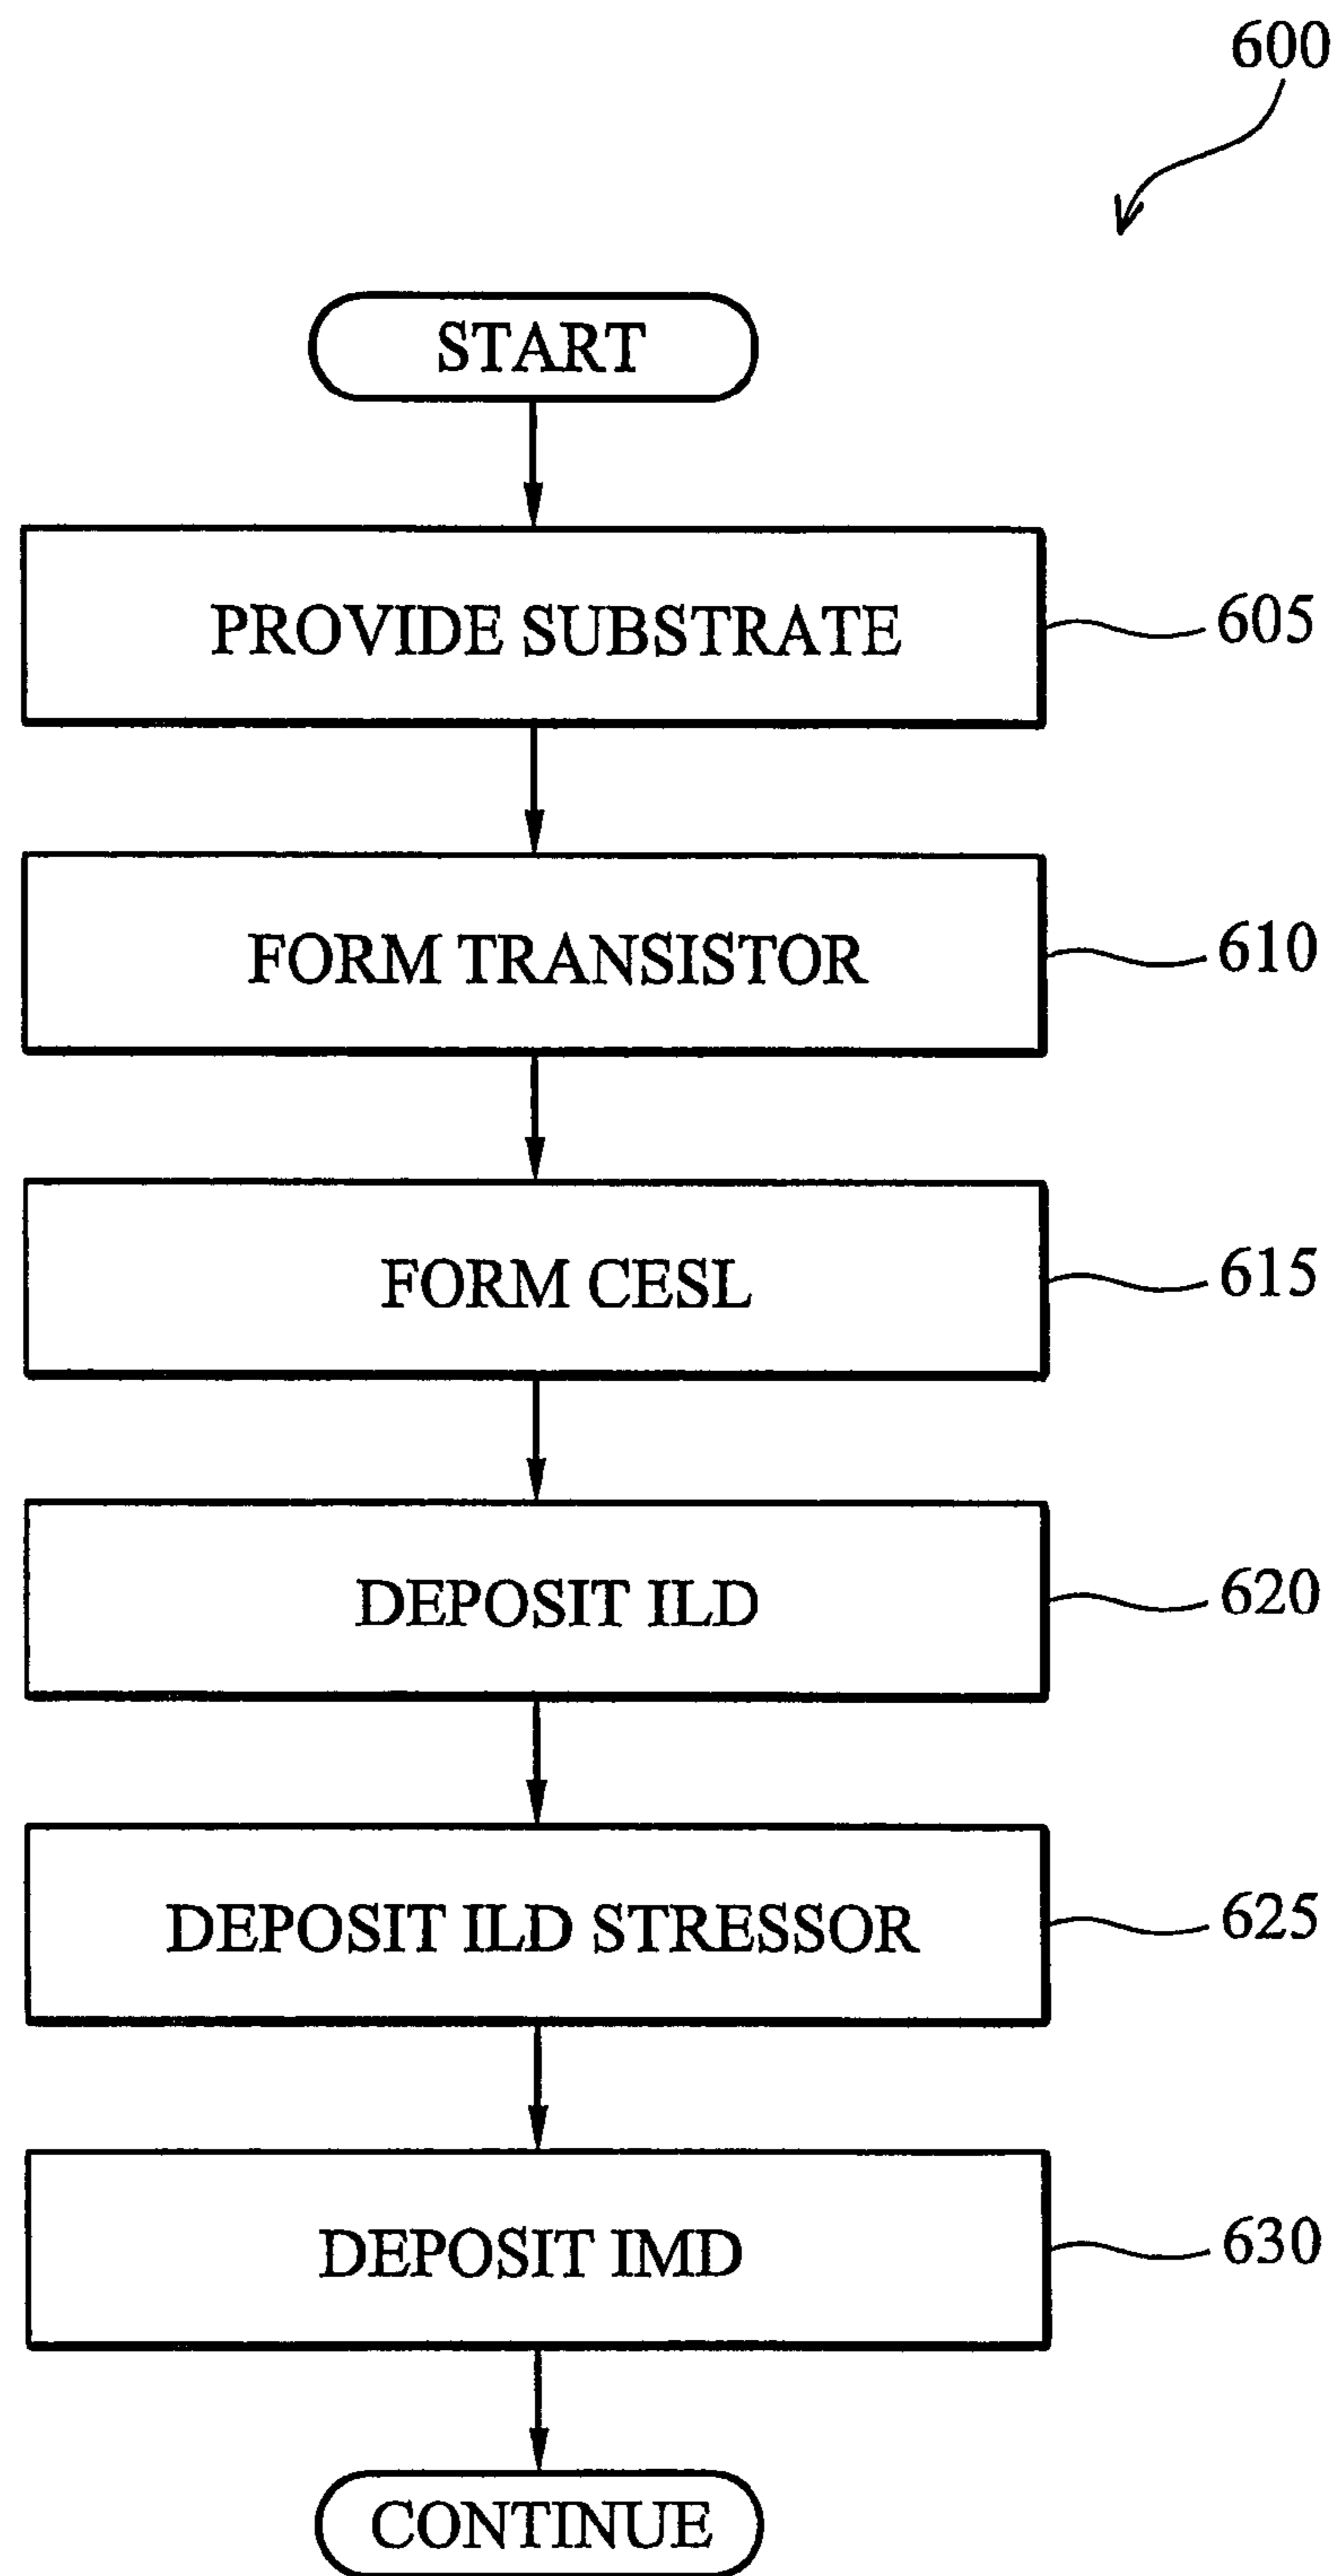 600
START
PROVIDE SUBSTRATE
605
FORM TRANSISTOR
610
FORM CESL
615
DEPOSIT ILD
620
DEPOSIT ILD STRESSOR
625
DEPOSIT IMD
630
CONTINUE